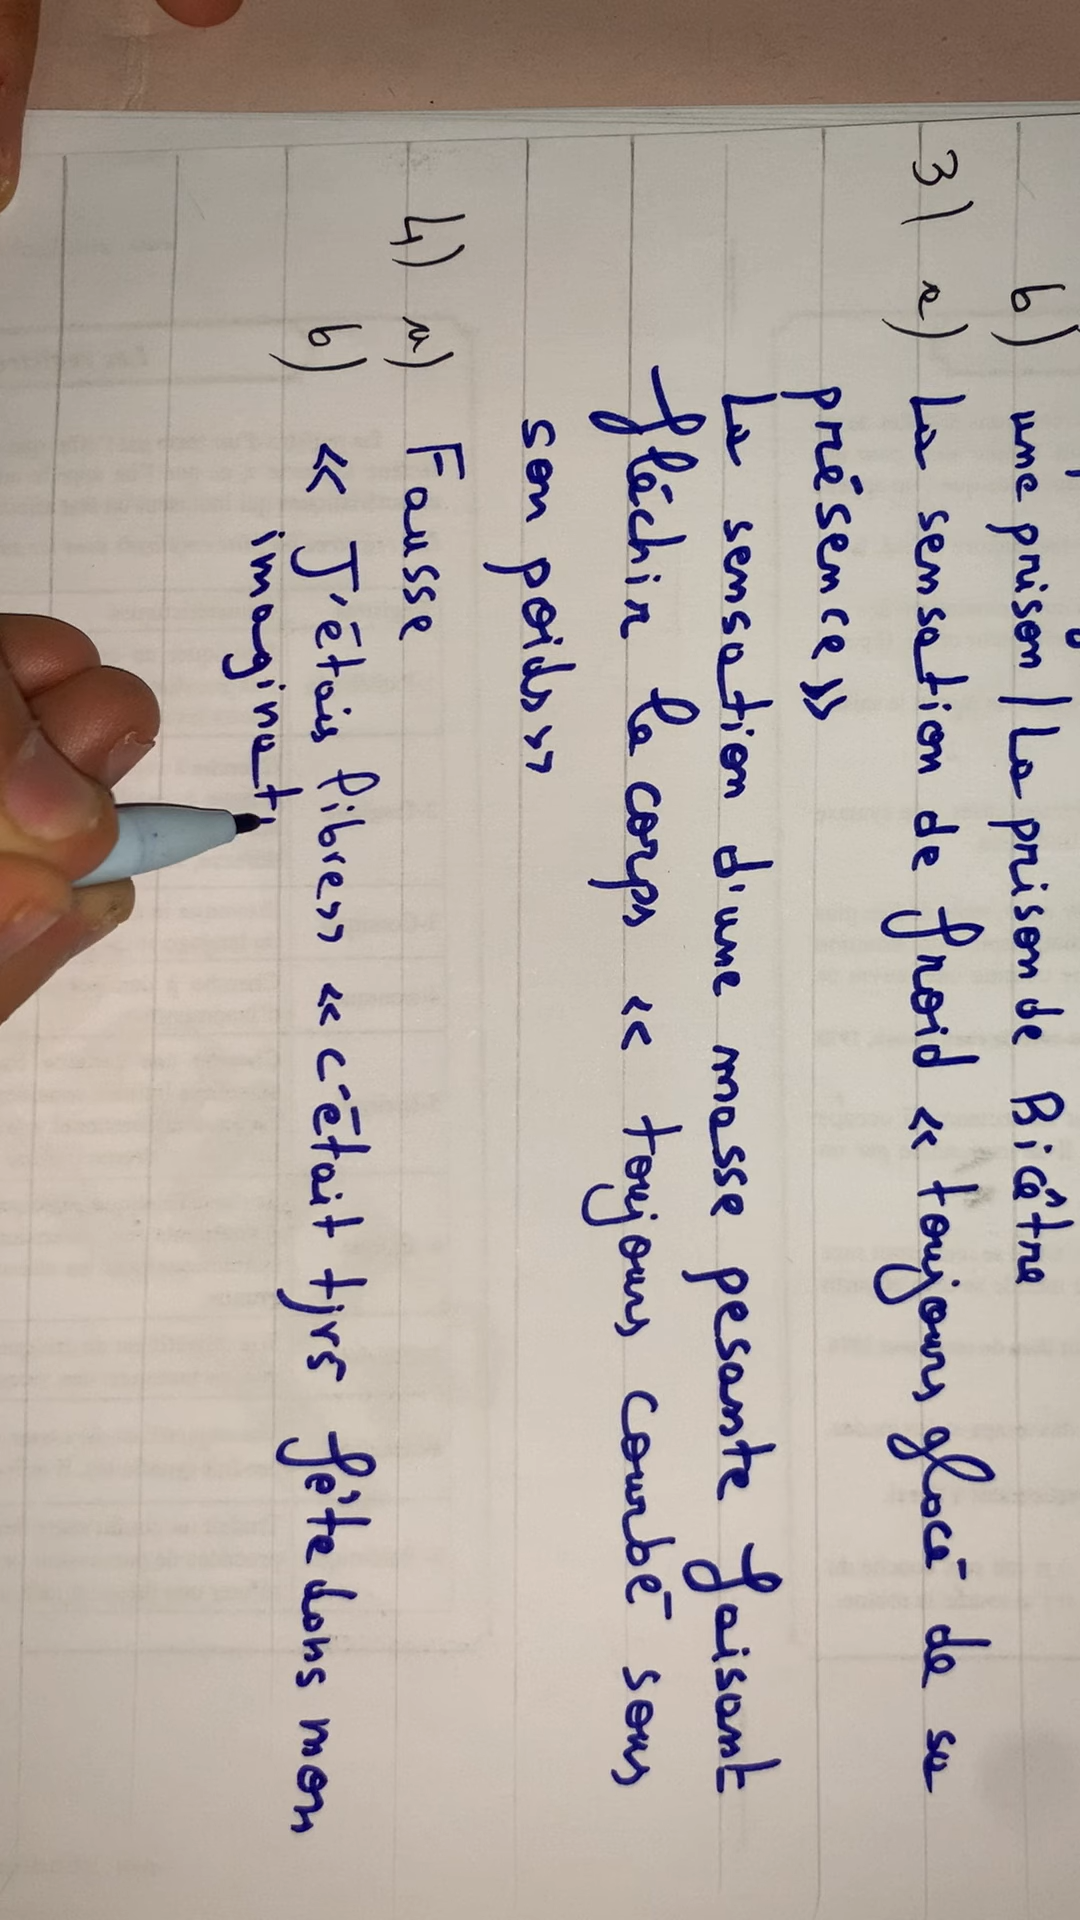 b) une prison / La prison de Bicêtre
3) a) La sensation de froid « toujours glacé de sa
présence »
La sensation d'une masse pesante faisant
fléchir la corps « toujours courbé sous
son poids »
4) a) Fausse
b) « J'étais libre » « c'était tjrs fête dans mon
imaginati